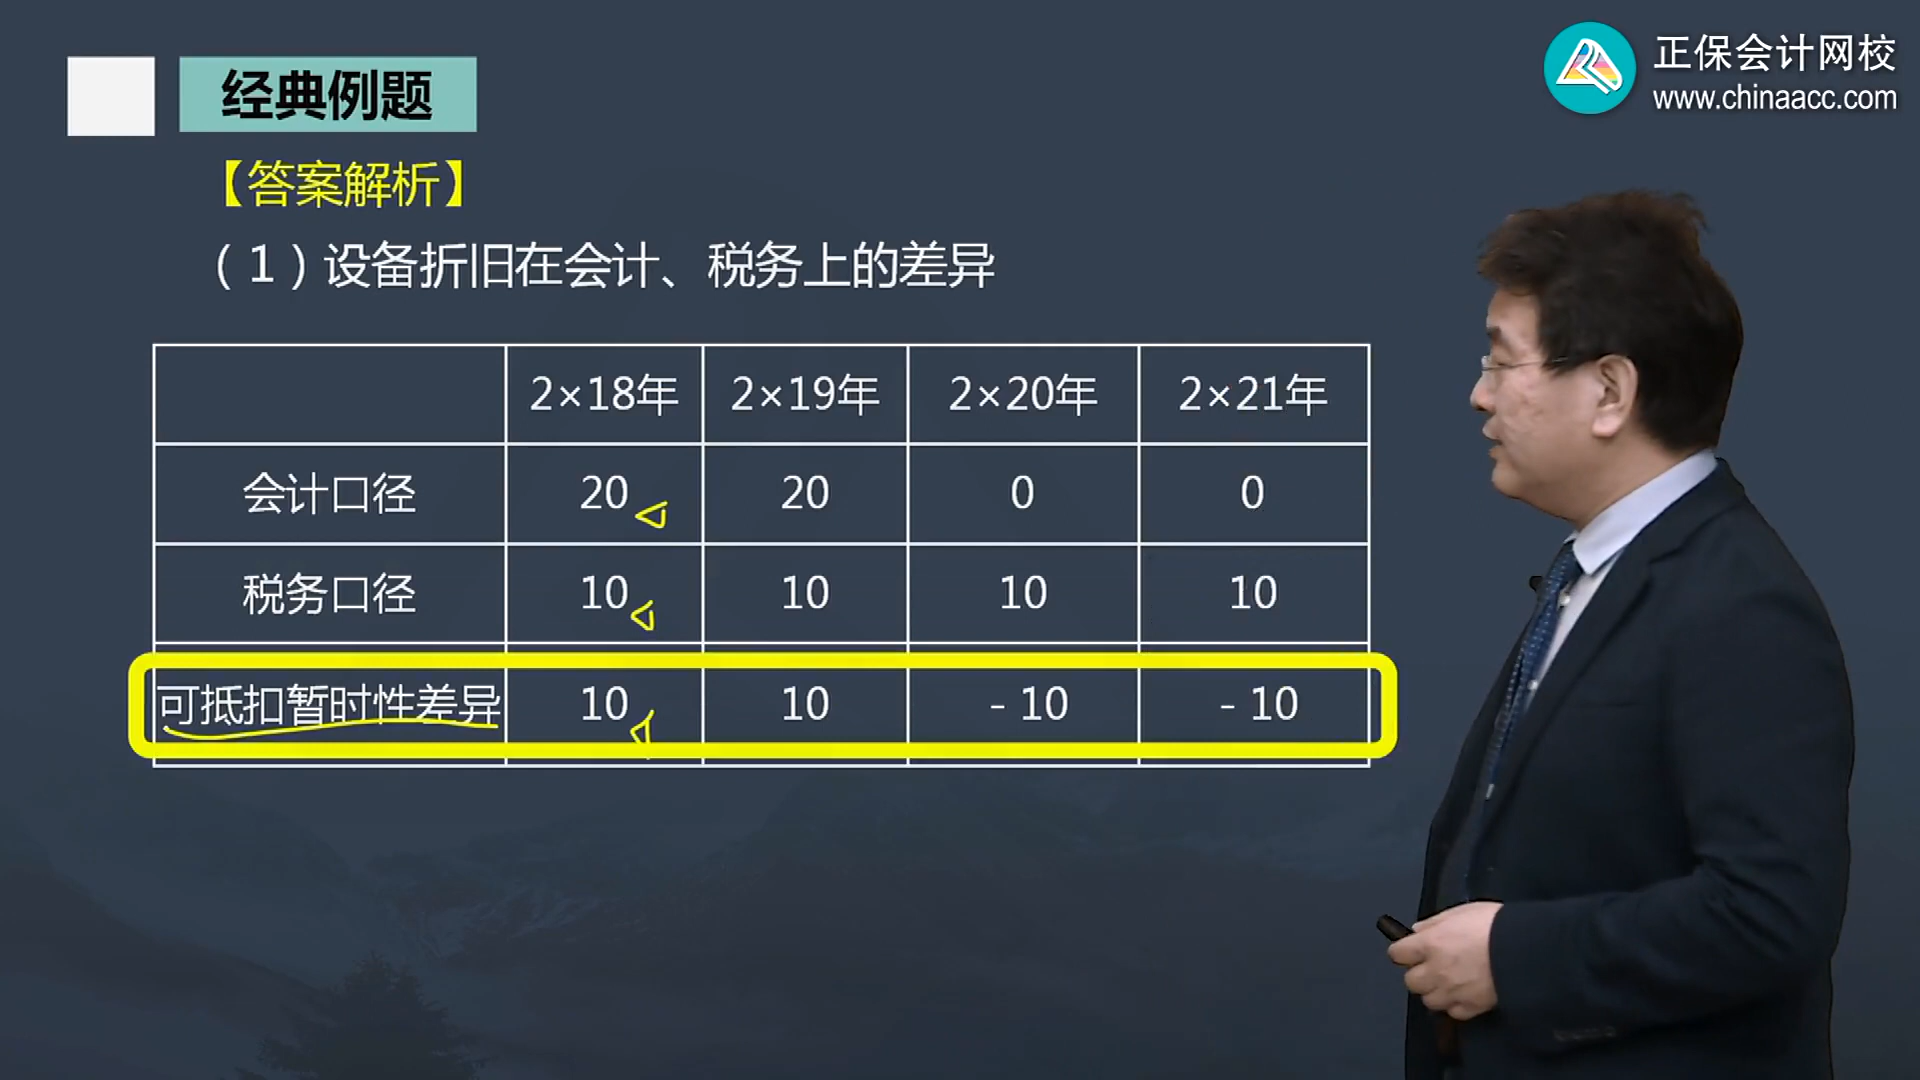 正保会计网校
www.chinaacc.com
经典例题
【答案解析】
（1）设备折旧在会计、税务上的差异
2×18年 2×19年 2×20年 2×21年
会计口径 20 20 0 0
税务口径 10 10 10 10
可抵扣暂时性差异 10 10 -10 -10